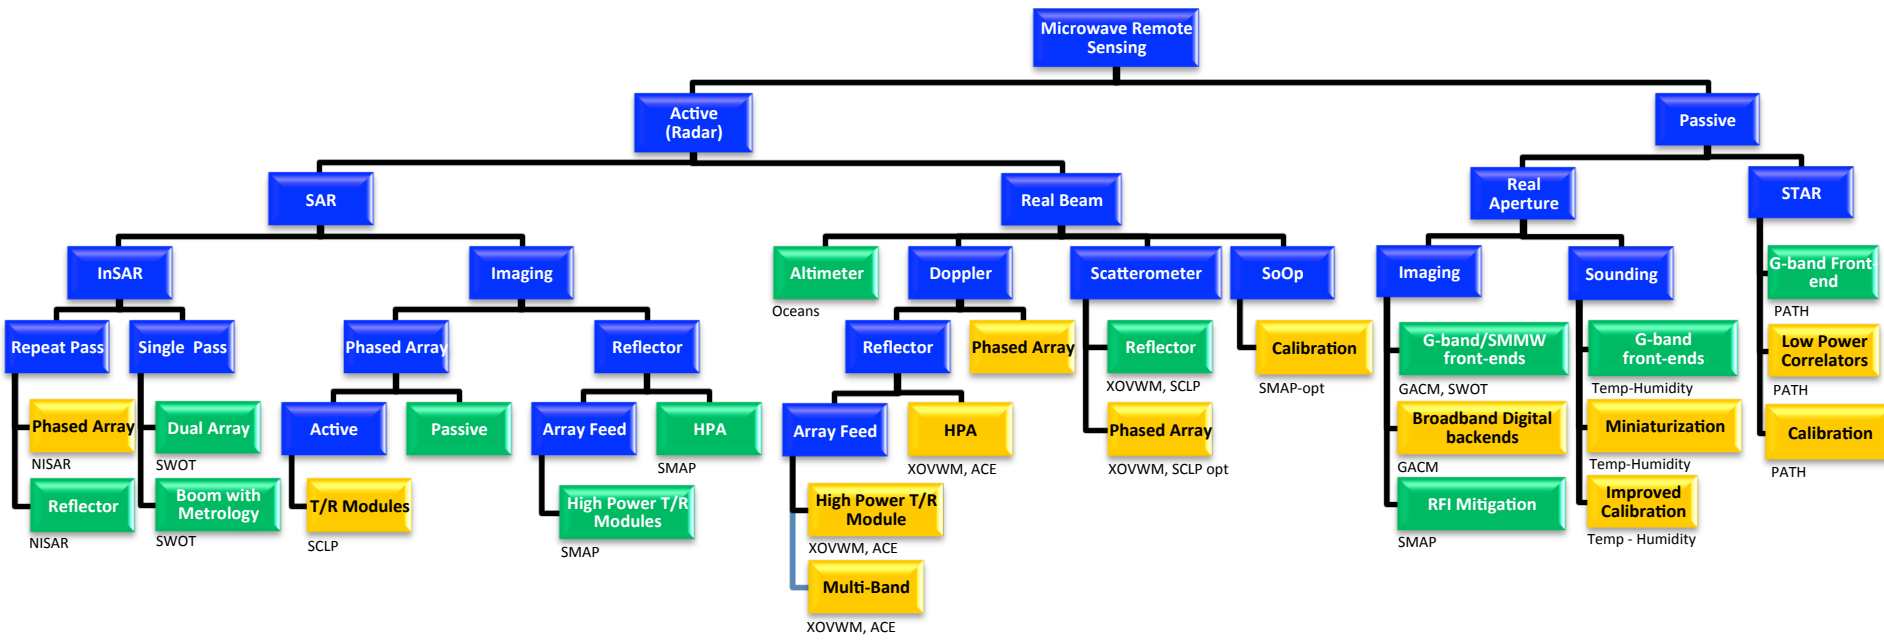 Microwave Remote
Sensing
Active
(Radar)
Passive
SAR
Real Beam
Real
Aperture
STAR
InSAR
Imaging
Altimeter
Oceans
Doppler
Scatterometer
SoOp
Imaging
Sounding
G-band Front
end
PATH
Repeat Pass
Single Pass
Phased Array
Reflector
Reflector
Phased Array
Reflector
XOVWM, SCLP
Calibration
SMAP-opt
G-band/SMMW
front-ends
GACM, SWOT
G-band
front-ends
Temp-Humidity
Low Power
Correlators
PATH
Phased Array
NISAR
Dual Array
SWOT
Active
Passive
Array Feed
HPA
SMAP
Array Feed
HPA
XOVWM, ACE
Phased Array
XOVWM, SCLP opt
Broadband Digital
backends
GACM
Miniaturization
Temp-Humidity
Calibration
PATH
Reflector
NISAR
Boom with
Metrology
SWOT
T/R Modules
SCLP
High Power T/R
Modules
SMAP
High Power T/R
Module
XOVWM, ACE
RFI Mitigation
SMAP
Improved
Calibration
Temp - Humidity
Multi-Band
XOVWM, ACE